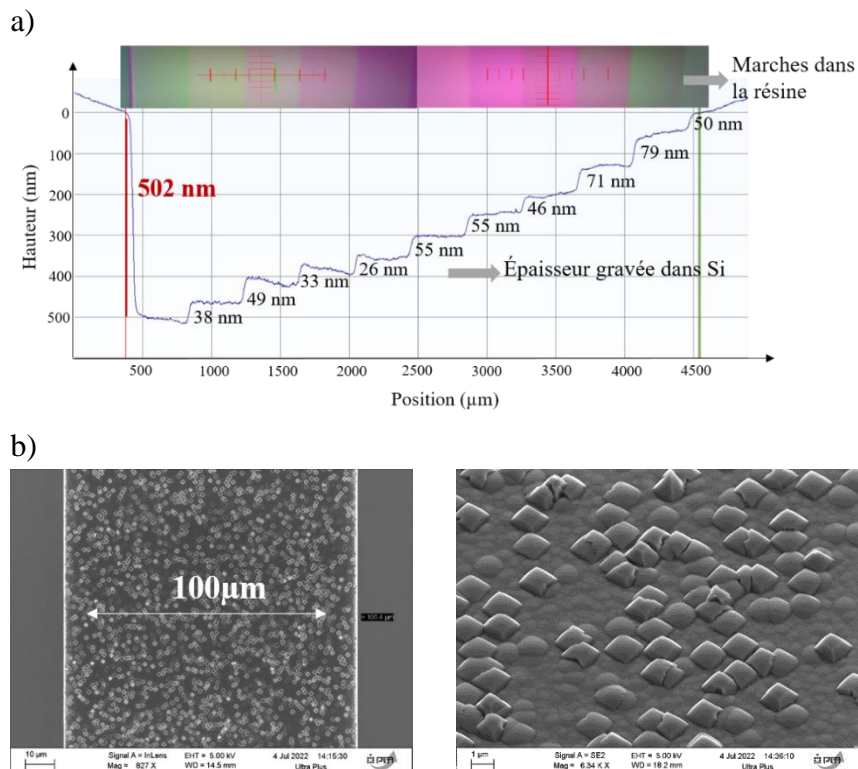 a)
Marches dans
la résine
0
100
200
300
400
500
Hauteur (nm)
502 nm
38 nm
49 nm
33 nm
26 nm
55 nm
55 nm
46 nm
71 nm
79 nm
50 nm
Épaisseur gravée dans Si
500
1000
1500
2000
2500
3000
3500
4000
4500
Position (µm)
b)
100µm
= 100.4 µm
10 µm
Signal A = InLens
EHT = 5.00 kV
4 Jul 2022
14:15:30
Mag = 827 X
WD = 14.5 mm
Ultra Plus
1 µm
Signal A = SE2
EHT = 5.00 kV
4 Jul 2022
14:36:10
Mag = 6.34 K X
WD = 18.2 mm
Ultra Plus